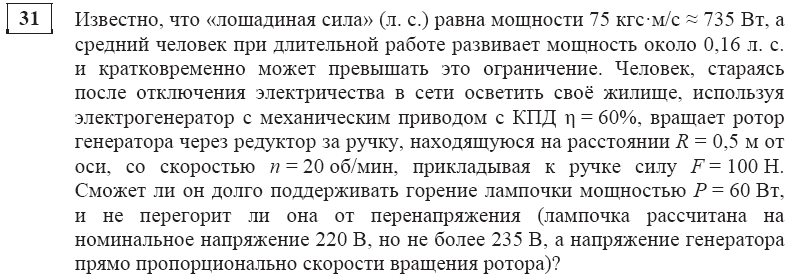 31
Известно, что «лошадиная сила» (л. с.) равна мощности 75 кгс·м/с ≈ 735 Вт, а
средний человек при длительной работе развивает мощность около 0,16 л. с.
и кратковременно может превышать это ограничение. Человек, стараясь
после отключения электричества в сети осветить своё жилище, используя
электрогенератор с механическим приводом с КПД η = 60%, вращает ротор
генератора через редуктор за ручку, находящуюся на расстоянии R = 0,5 м от
оси, со скоростью n = 20 об/мин, прикладывая к ручке силу F = 100 Н.
Сможет ли он долго поддерживать горение лампочки мощностью P = 60 Вт,
и не перегорит ли она от перенапряжения (лампочка рассчитана на
номинальное напряжение 220 В, но не более 235 В, а напряжение генератора
прямо пропорционально скорости вращения ротора)?